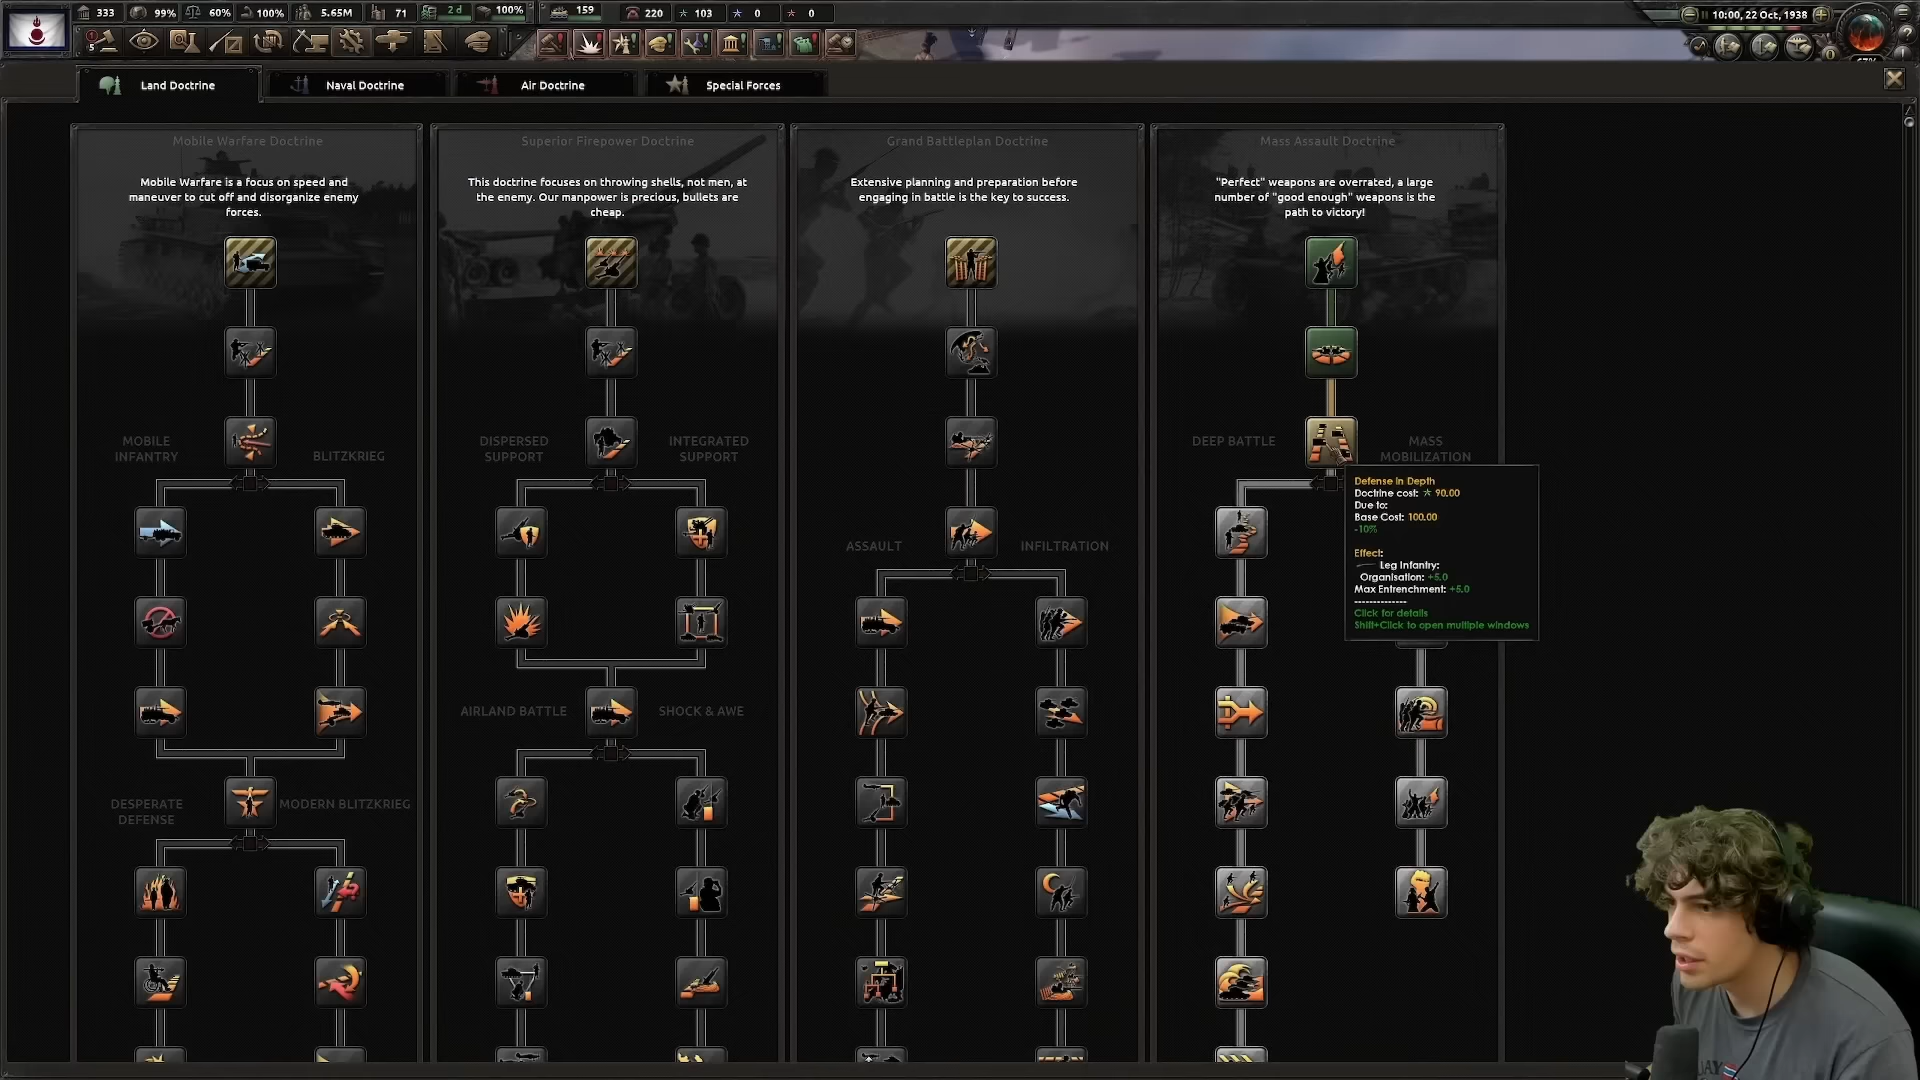 333
99%
60%
100%
5.65M
71
2 d
100%
159
220
103
0
0
10:00, 22 Oct, 1938
5
Land Doctrine
Naval Doctrine
Air Doctrine
Special Forces
Mobile Warfare Doctrine
Mobile Warfare is a focus on speed and
maneuver to cut off and disorganize enemy
forces.
MOBILE
INFANTRY
BLITZKRIEG
DESPERATE
DEFENSE
MODERN BLITZKRIEG
Superior Firepower Doctrine
This doctrine focuses on throwing shells, not men, at
the enemy. Our manpower is precious, bullets are
cheap.
DISPERSED
SUPPORT
INTEGRATED
SUPPORT
AIRLAND BATTLE
SHOCK & AWE
Grand Battleplan Doctrine
Extensive planning and preparation before
engaging in battle is the key to success.
ASSAULT
INFILTRATION
Mass Assault Doctrine
"Perfect" weapons are overrated, a large
number of "good enough" weapons is the
path to victory!
DEEP BATTLE
MASS
MOBILIZATION
Defense in Depth
Doctrine cost: 90.00
Due to:
Base Cost: 100.00
-10%
Effect:
Leg Infantry:
Organisation: +5.0
Max Entrenchment: +5.0
--------------
Click for details
Shift+Click to open multiple windows